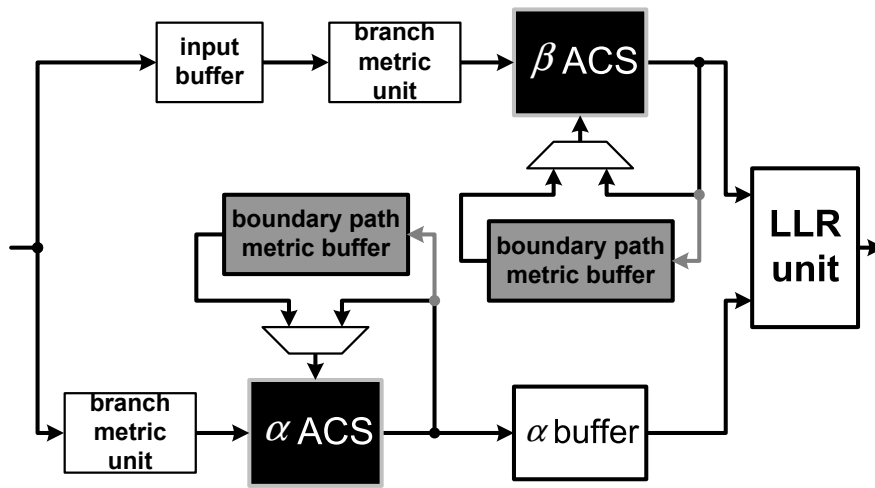 input
buffer
branch
metric
unit
β ACS
boundary path
metric buffer
boundary path
metric buffer
LLR
unit
branch
metric
unit
α ACS
α buffer